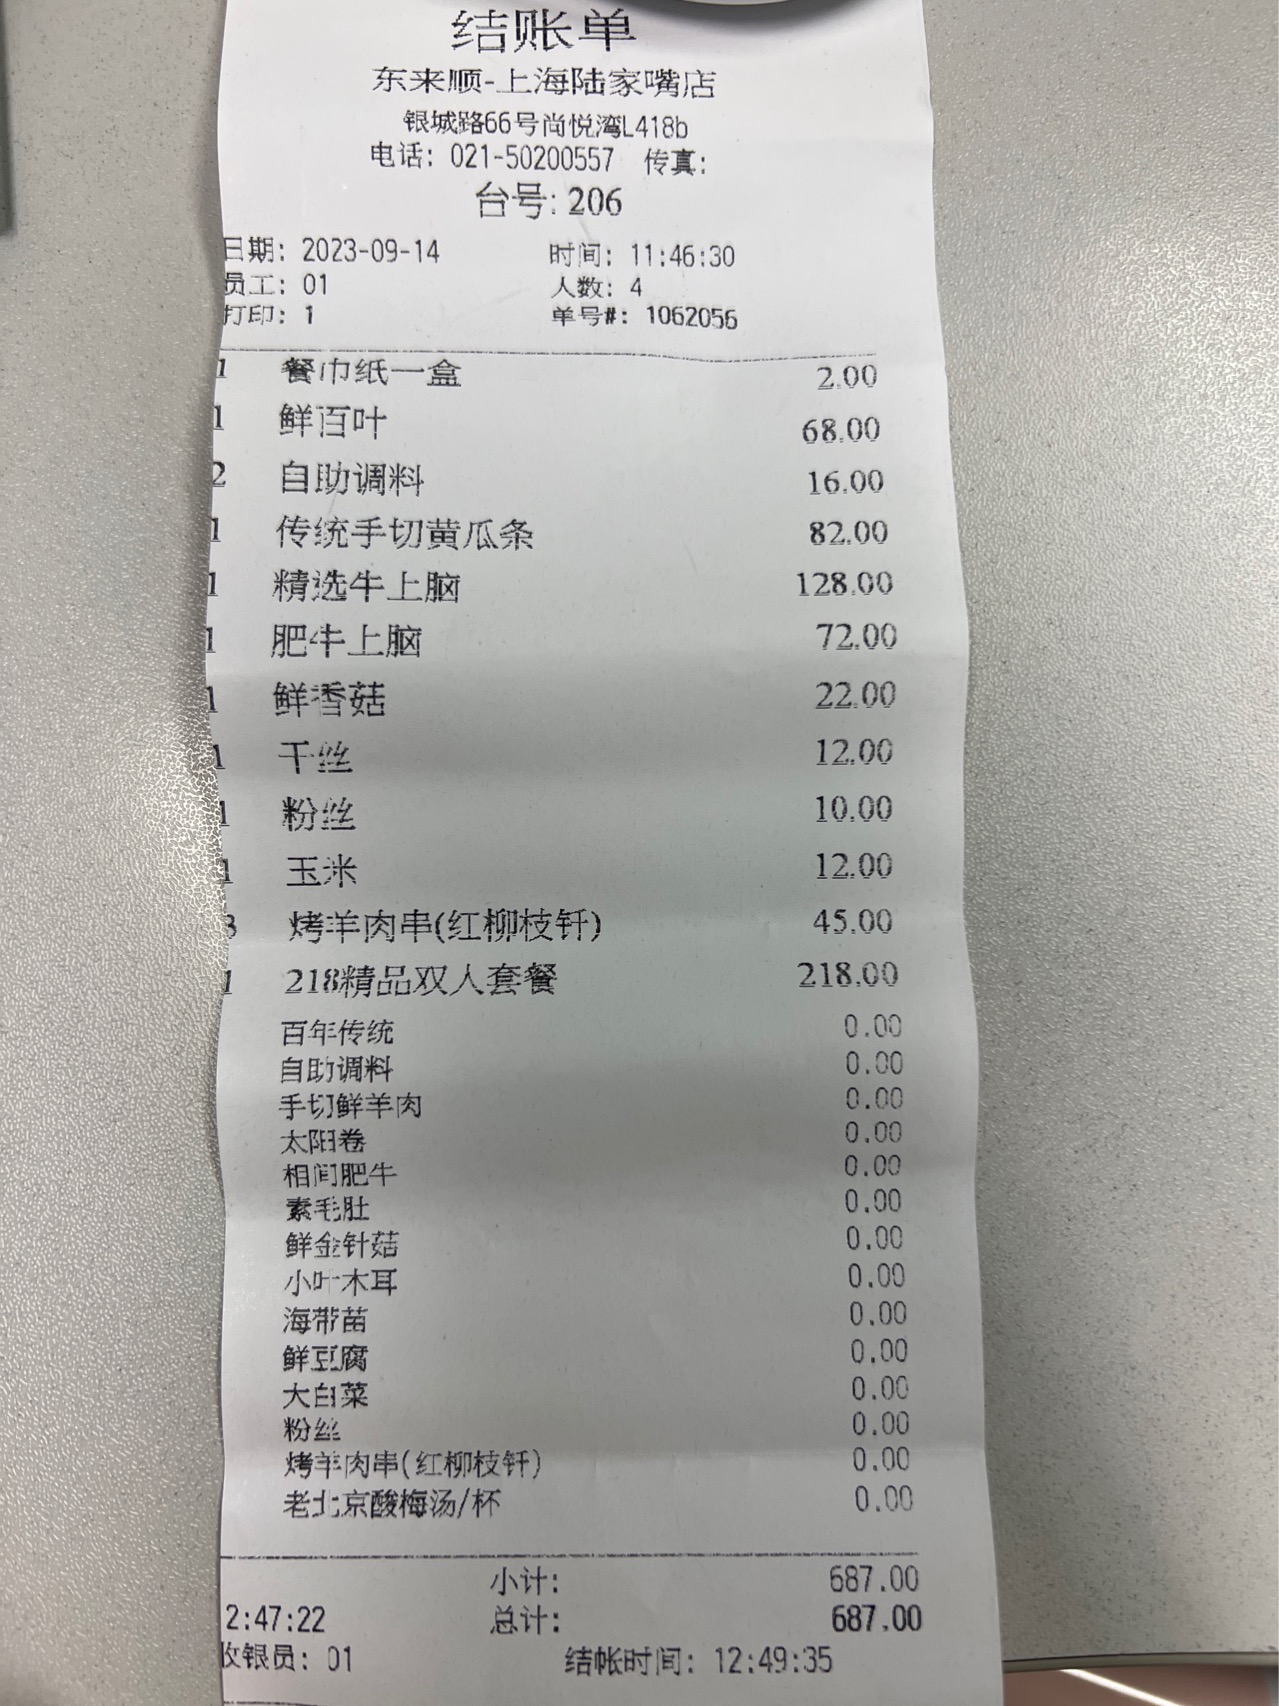 结账单
东来顺-上海陆家嘴店
银城路66号尚悦湾L418b
电话: 021-50200557 传真:
台号: 206
日期: 2023-09-14 时间: 11:46:30
员工: 01 人数: 4
打印: 1 单号#: 1062056
1 餐巾纸一盒 2.00
1 鲜百叶 68.00
2 自助调料 16.00
1 传统手切黄瓜条 82.00
1 精选牛上脑 128.00
1 肥牛上脑 72.00
1 鲜香菇 22.00
1 干丝 12.00
1 粉丝 10.00
1 玉米 12.00
3 烤羊肉串(红柳枝钎) 45.00
1 218精品双人套餐 218.00
百年传统 0.00
自助调料 0.00
手切鲜羊肉 0.00
太阳卷 0.00
相间肥牛 0.00
素毛肚 0.00
鲜金针菇 0.00
小叶木耳 0.00
海带苗 0.00
鲜豆腐 0.00
大白菜 0.00
粉丝 0.00
烤羊肉串(红柳枝钎) 0.00
老北京酸梅汤/杯 0.00
小计: 687.00
2:47:22 总计: 687.00
收银员: 01 结帐时间: 12:49:35